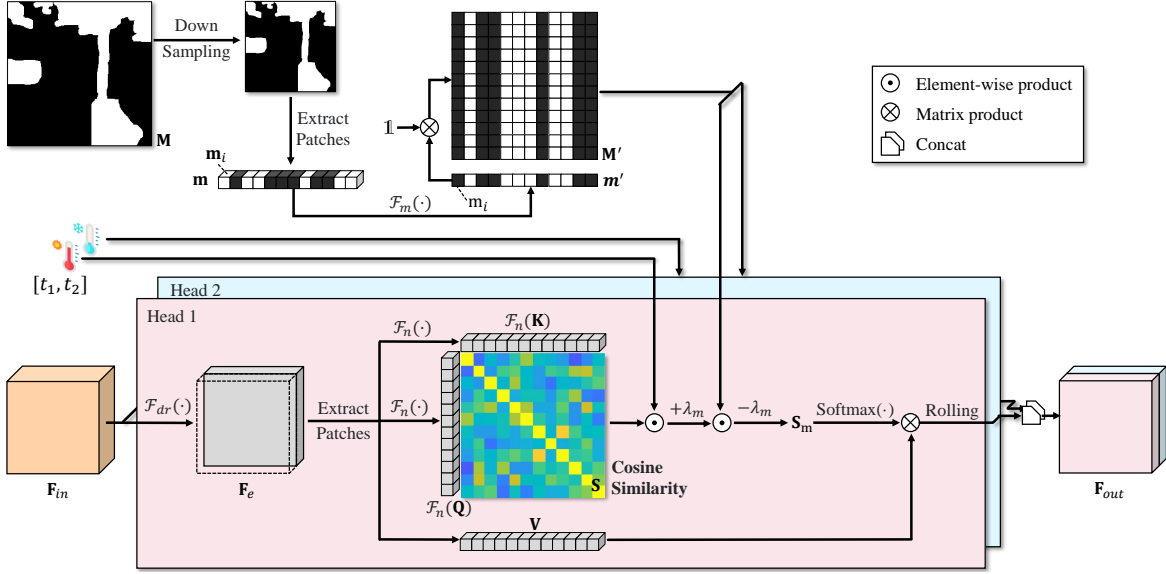 Down
Sampling
M
Extract
Patches
𝐦ᵢ
𝐦
ℱₘ(·)
𝟙
M′
m′
mᵢ
Element-wise product
Matrix product
Concat
[t₁, t₂]
Head 2
Head 1
ℱₙ(𝐊)
ℱₙ(·)
ℱ_dr(·)
Extract
Patches
ℱₙ(·)
+λₘ
−λₘ
Sₘ
Softmax(·)
Rolling
S
Cosine
Similarity
F_in
F_e
ℱₙ(𝐐)
V
F_out